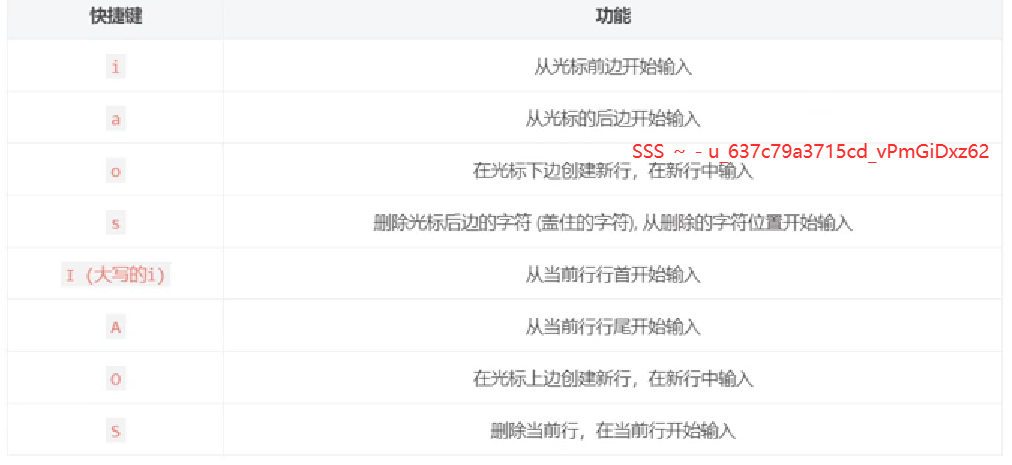 快捷键 功能
i 从光标前边开始输入
a 从光标的后边开始输入
SSS ~ - u_637c79a3715cd_vPmGiDxz62
o 在光标下边创建新行，在新行中输入
s 删除光标后边的字符 (盖住的字符), 从删除的字符位置开始输入
I (大写的i) 从当前行行首开始输入
A 从当前行行尾开始输入
O 在光标上边创建新行，在新行中输入
S 删除当前行，在当前行开始输入